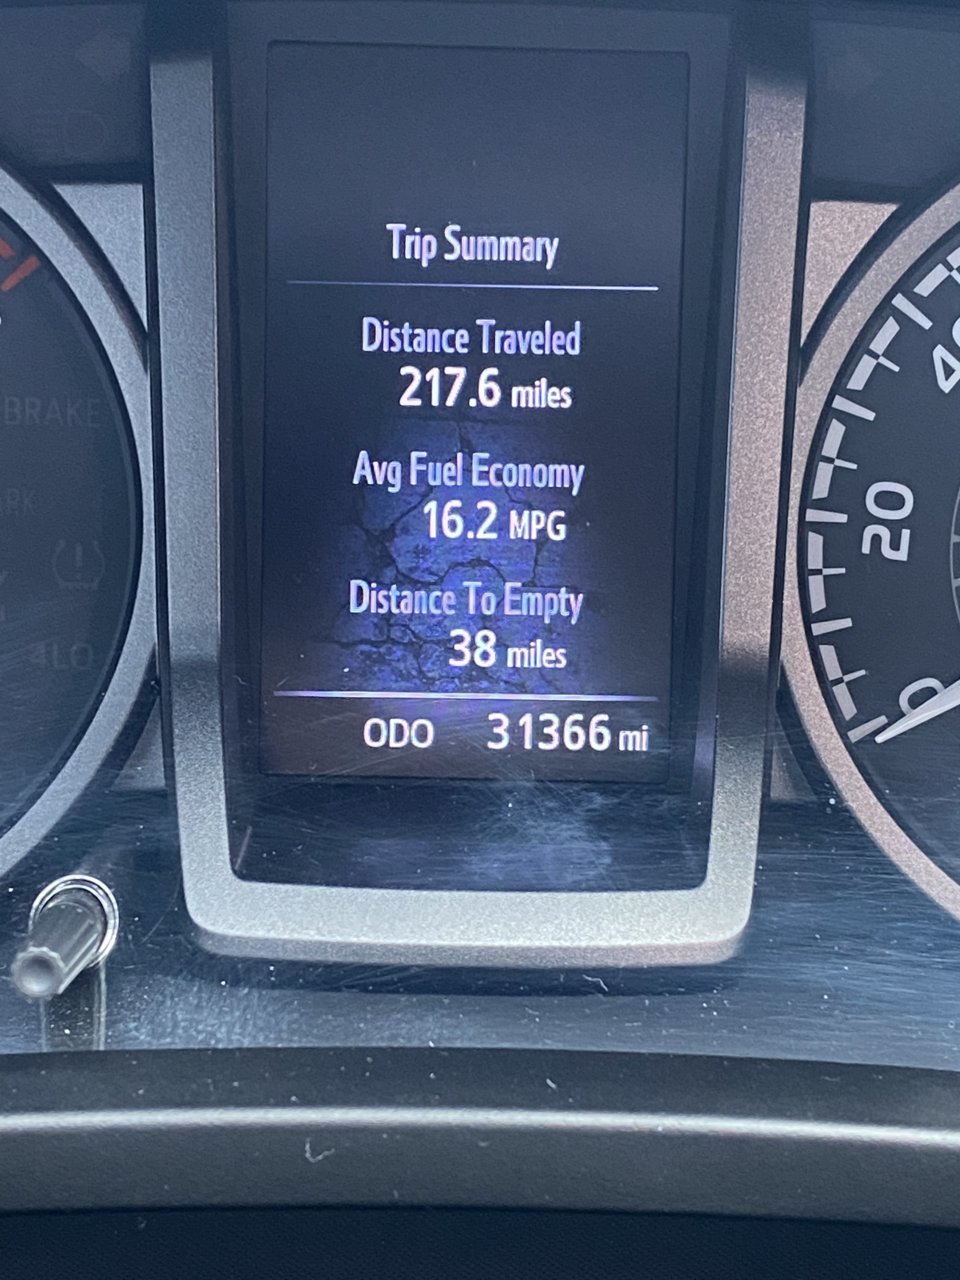 Trip Summary
Distance Traveled
217.6 miles
Avg Fuel Economy
16.2 MPG
Distance To Empty
38 miles
ODO 31366 mi
BRAKE
20
0